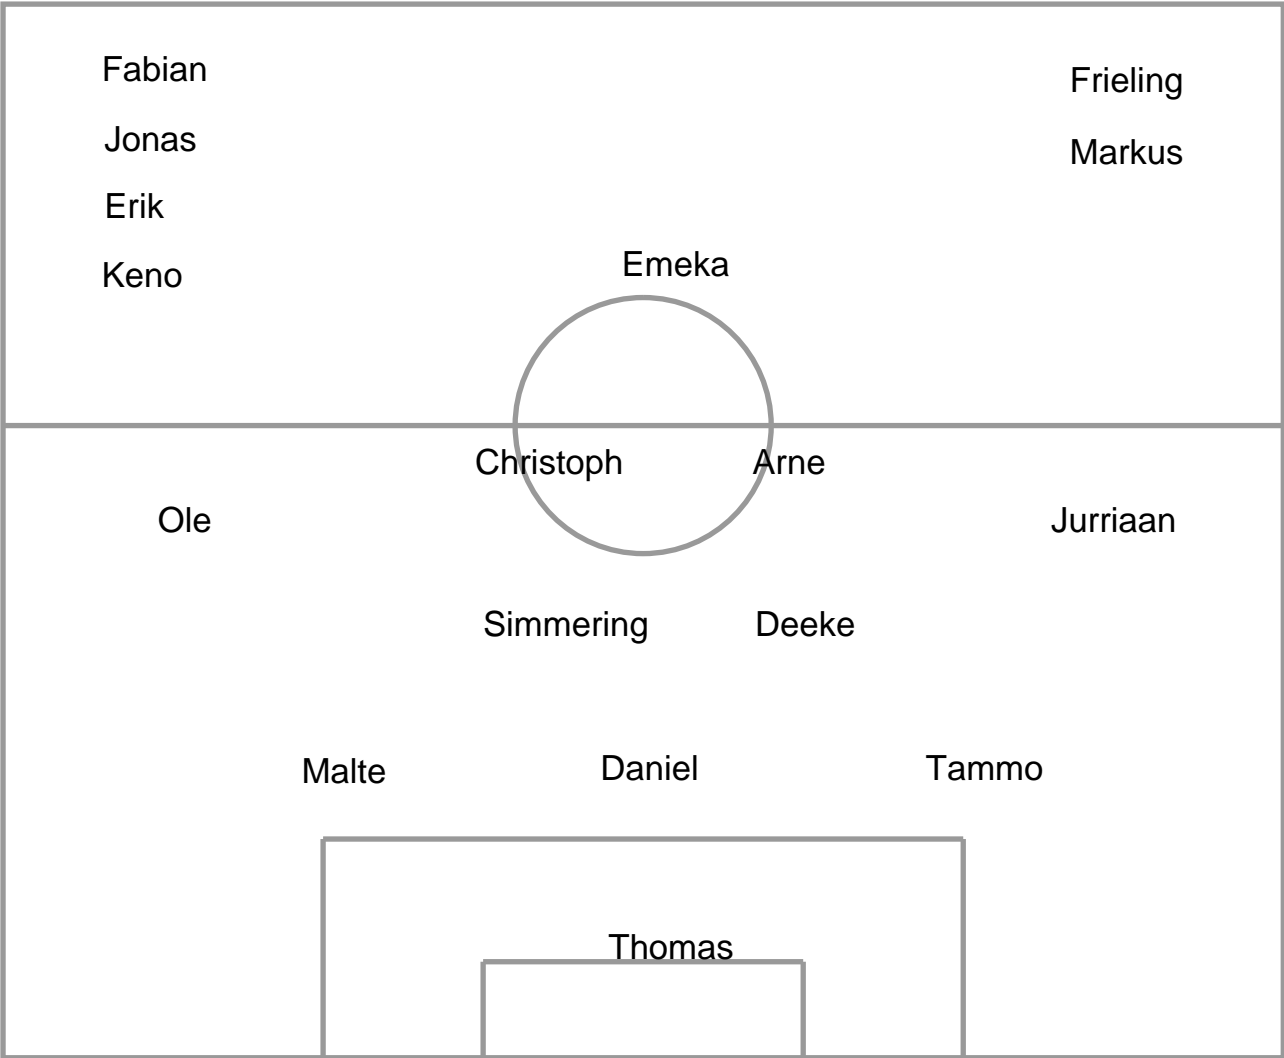 Fabian
Frieling
Jonas
Markus
Erik
Keno
Emeka
Christoph
Arne
Ole
Jurriaan
Simmering
Deeke
Malte
Daniel
Tammo
Thomas